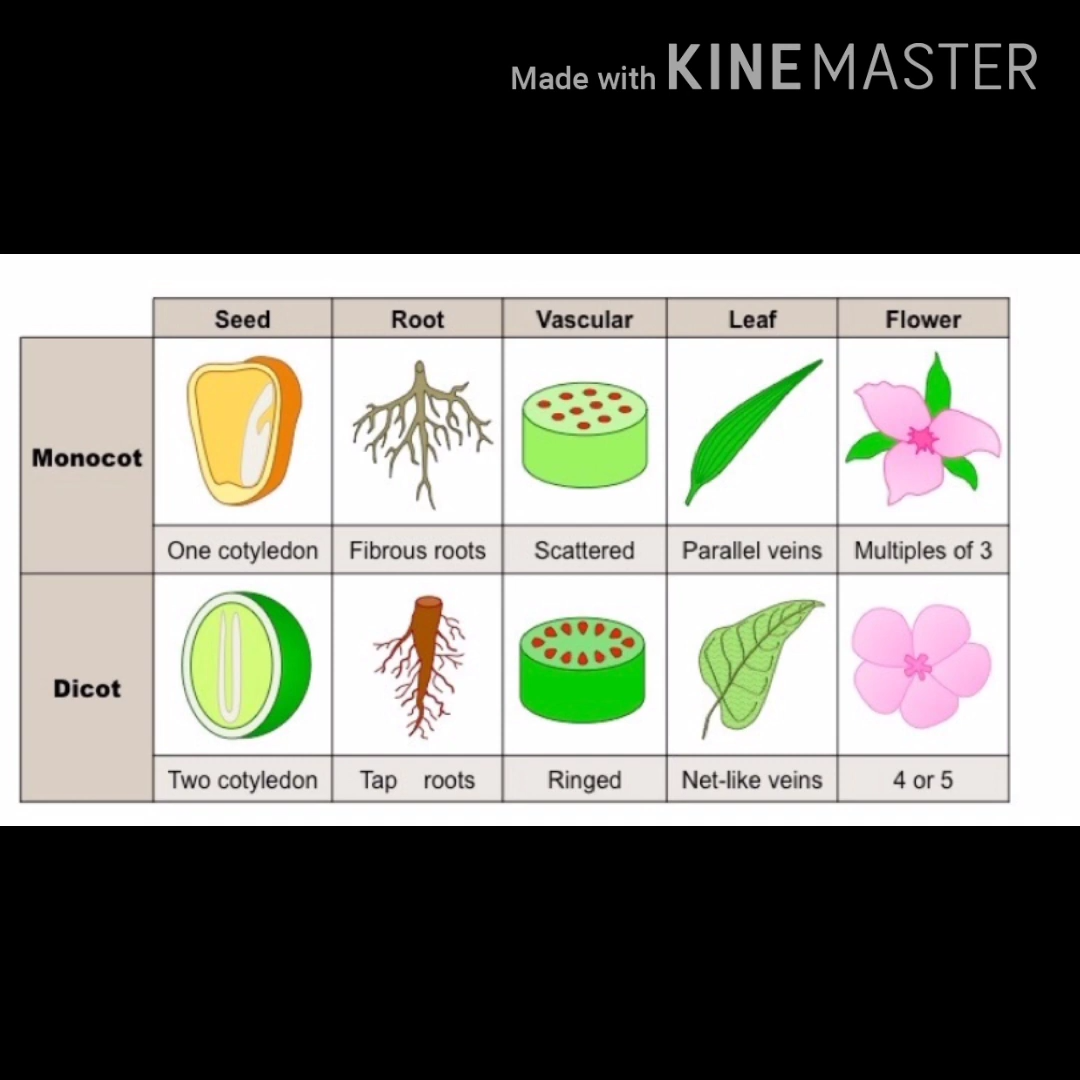 Made with KINEMASTER
Seed Root Vascular Leaf Flower
Monocot
One cotyledon Fibrous roots Scattered Parallel veins Multiples of 3
Dicot
Two cotyledon Tap roots Ringed Net-like veins 4 or 5